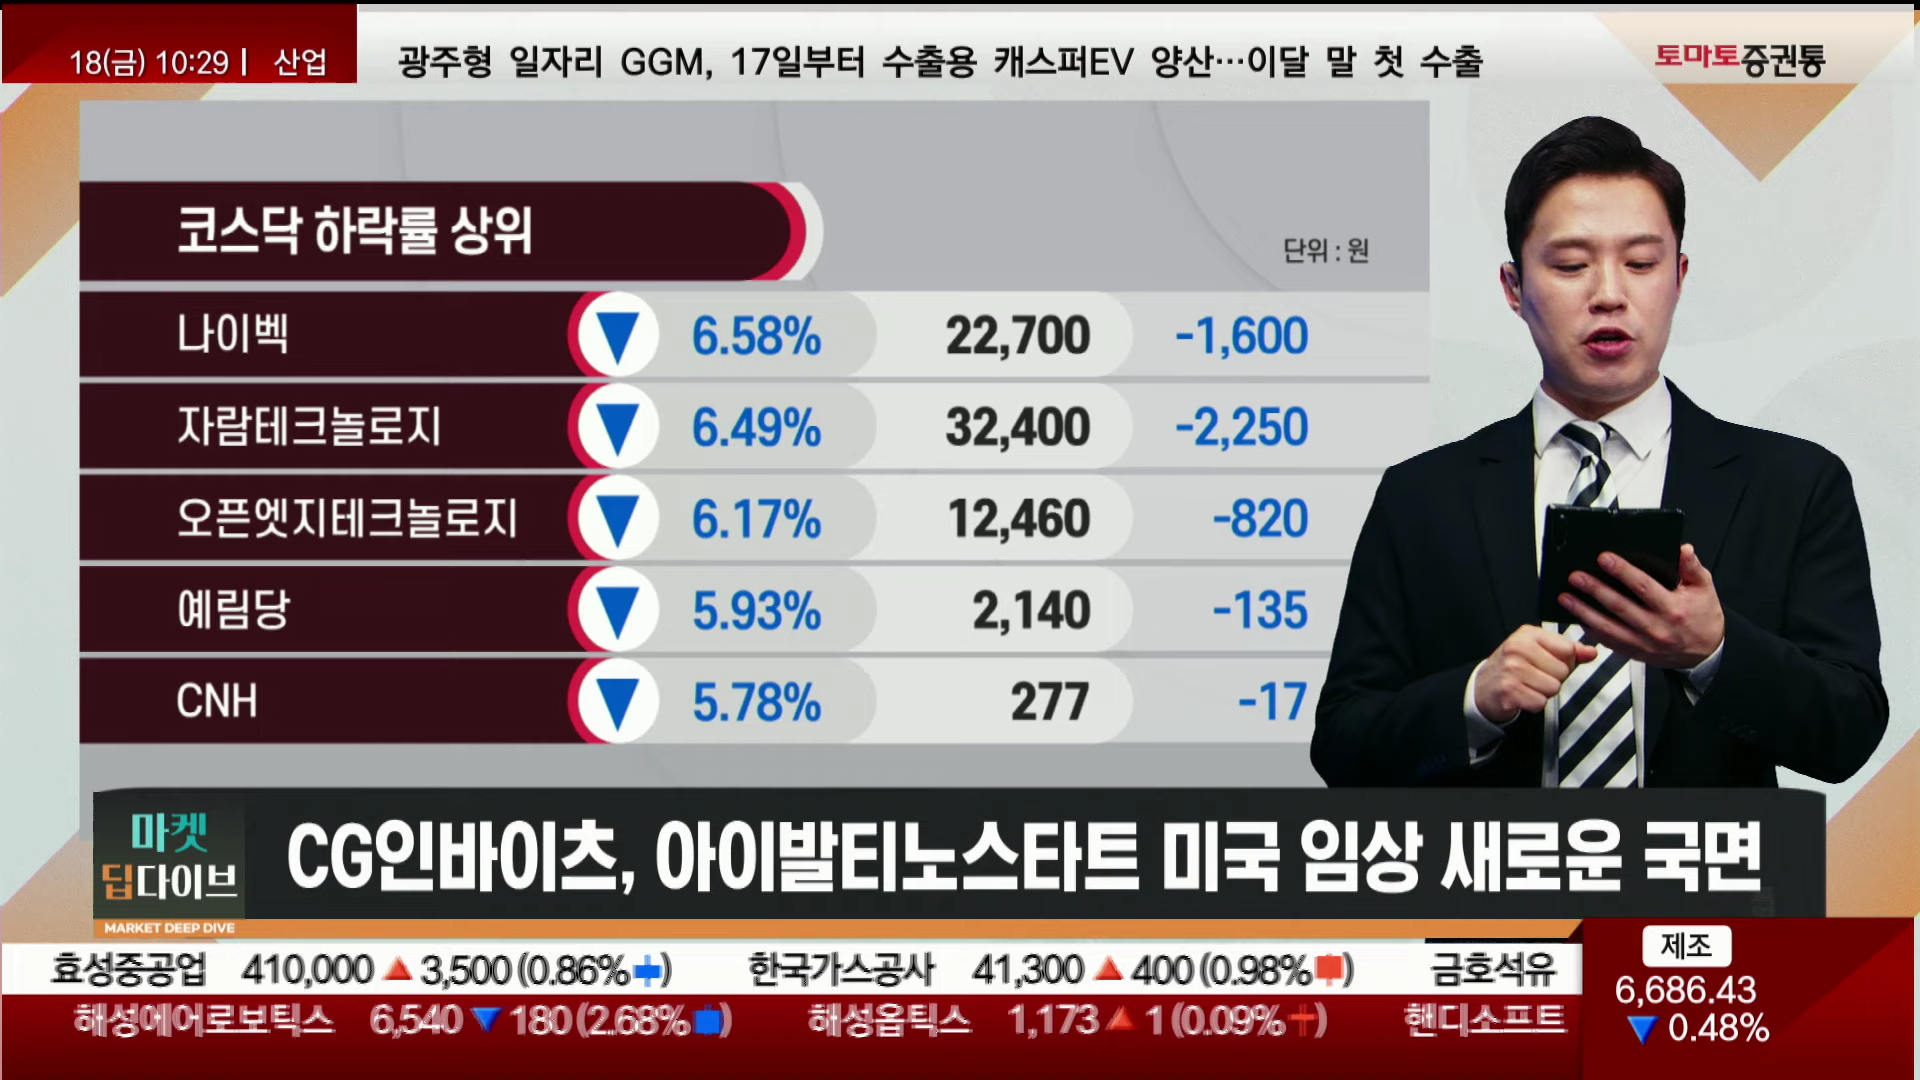 18(금) 10:29 | 산업
광주형 일자리 GGM, 17일부터 수출용 캐스퍼EV 양산…이달 말 첫 수출
토마토증권통
코스닥 하락률 상위
단위 : 원
나이벡 ▼ 6.58% 22,700 -1,600
자람테크놀로지 ▼ 6.49% 32,400 -2,250
오픈엣지테크놀로지 ▼ 6.17% 12,460 -820
예림당 ▼ 5.93% 2,140 -135
CNH ▼ 5.78% 277 -17
마켓
딥다이브
MARKET DEEP DIVE
CG인바이츠, 아이발티노스타트 미국 임상 새로운 국면
효성중공업 410,000 ▲ 3,500 (0.86%+) 한국가스공사 41,300 ▲ 400 (0.98%) 금호석유
해성에어로보틱스 6,540 ▼ 180 (2.68%) 해성옵틱스 1,173 ▲ 1 (0.09%+) 핸디소프트
제조
6,686.43
▼ 0.48%